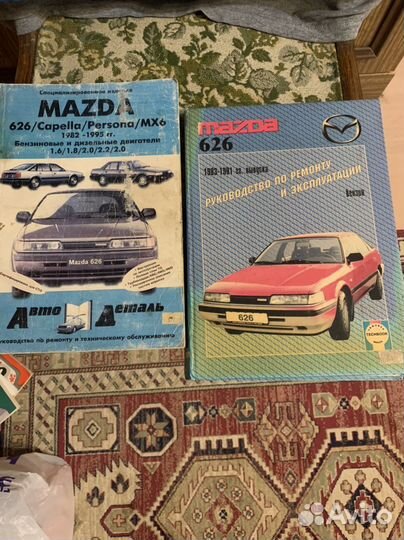 Специализированное издание
MAZDA
626/Capella/Persona/MX6
1982 -1995 гг.
Бензиновые и дизельные двигатели
1.6/1.8/2.0/2.2/2.0
Mazda 626
Авто Деталь
руководство по ремонту и техническому обслуживанию
mazda
626
1983-1991 гг. выпуска
РУКОВОДСТВО ПО РЕМОНТУ
И ЭКСПЛУАТАЦИИ
Бензин
626
TECHBOOK
Avito